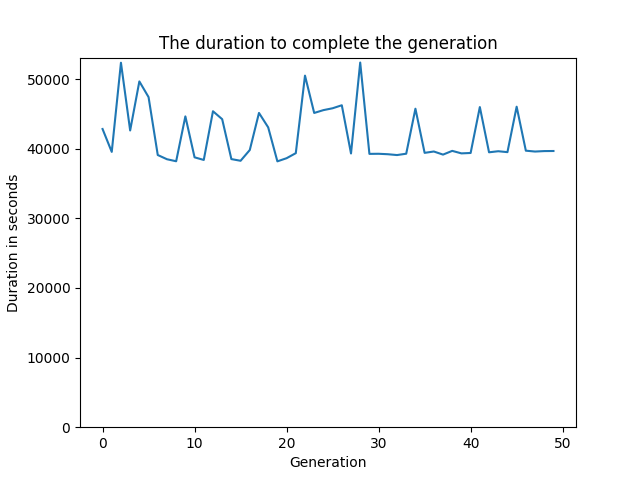 The duration to complete the generation
50000
40000
30000
20000
10000
0
Duration in seconds
0 10 20 30 40 50
Generation